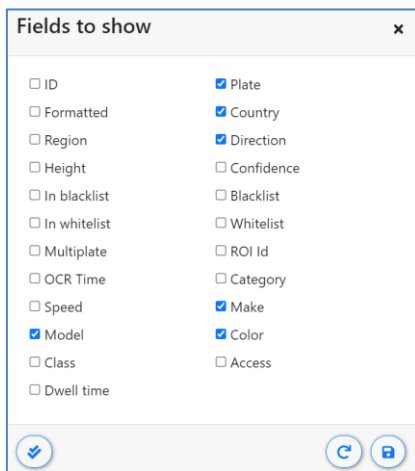 Fields to show
ID Plate
Formatted Country
Region Direction
Height Confidence
In blacklist Blacklist
In whitelist Whitelist
Multiplate ROI Id
OCR Time Category
Speed Make
Model Color
Class Access
Dwell time